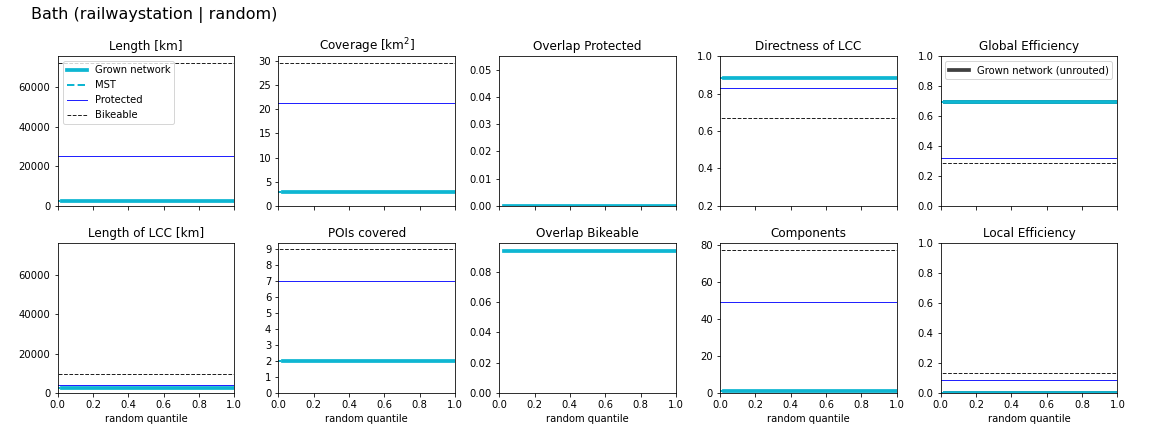 Bath (railwaystation | random)
Length [km]
60000
40000
20000
0
Grown network
MST
Protected
Bikeable
Coverage [km²]
30
25
20
15
10
5
0
Overlap Protected
0.05
0.04
0.03
0.02
0.01
0.00
Directness of LCC
1.0
0.8
0.6
0.4
0.2
Global Efficiency
1.0
0.8
0.6
0.4
0.2
0.0
Grown network (unrouted)
Length of LCC [km]
60000
40000
20000
0
0.0 0.2 0.4 0.6 0.8 1.0
random quantile
POIs covered
9
8
7
6
5
4
3
2
1
0
0.0 0.2 0.4 0.6 0.8 1.0
random quantile
Overlap Bikeable
0.08
0.06
0.04
0.02
0.00
0.0 0.2 0.4 0.6 0.8 1.0
random quantile
Components
80
60
40
20
0
0.0 0.2 0.4 0.6 0.8 1.0
random quantile
Local Efficiency
1.0
0.8
0.6
0.4
0.2
0.0
0.0 0.2 0.4 0.6 0.8 1.0
random quantile